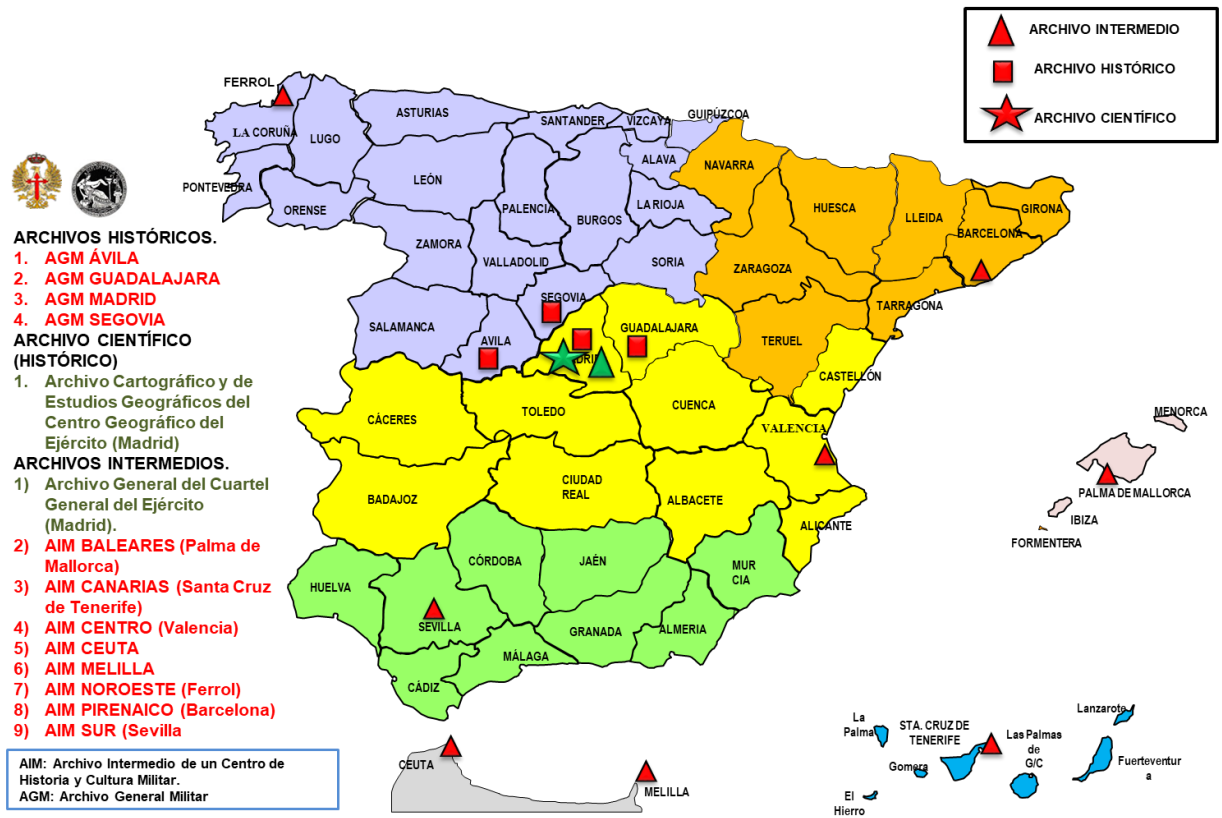 ARCHIVO INTERMEDIO
ARCHIVO HISTÓRICO
ARCHIVO CIENTÍFICO
ARCHIVOS HISTÓRICOS.
1. AGM ÁVILA
2. AGM GUADALAJARA
3. AGM MADRID
4. AGM SEGOVIA
ARCHIVO CIENTÍFICO
(HISTÓRICO)
1. Archivo Cartográfico y de
Estudios Geográficos del
Centro Geográfico del
Ejército (Madrid)
ARCHIVOS INTERMEDIOS.
1) Archivo General del Cuartel
General del Ejército
(Madrid).
2) AIM BALEARES (Palma de
Mallorca)
3) AIM CANARIAS (Santa Cruz
de Tenerife)
4) AIM CENTRO (Valencia)
5) AIM CEUTA
6) AIM MELILLA
7) AIM NOROESTE (Ferrol)
8) AIM PIRENAICO (Barcelona)
9) AIM SUR (Sevilla
AIM: Archivo Intermedio de un Centro de
Historia y Cultura Militar.
AGM: Archivo General Militar
FERROL
LA CORUÑA
LUGO
ASTURIAS
SANTANDER
VIZCAYA
GUIPÚZCOA
ALAVA
NAVARRA
PONTEVEDRA
ORENSE
LEÓN
PALENCIA
BURGOS
LA RIOJA
HUESCA
LLEIDA
GIRONA
BARCELONA
ZAMORA
VALLADOLID
SORIA
ZARAGOZA
TARRAGONA
SEGOVIA
SALAMANCA
AVILA
GUADALAJARA
TERUEL
CASTELLÓN
CÁCERES
TOLEDO
CUENCA
VALENCIA
MENORCA
PALMA DE MALLORCA
IBIZA
FORMENTERA
BADAJOZ
CIUDAD
REAL
ALBACETE
ALICANTE
HUELVA
CÓRDOBA
JAÉN
MUR
CIA
SEVILLA
GRANADA
ALMERIA
MÁLAGA
CÁDIZ
CEUTA
MELILLA
La
Palma
STA. CRUZ DE
TENERIFE
Gomera
El
Hierro
Las Palmas
de
G/C
Lanzarote
Fuerteventur
a